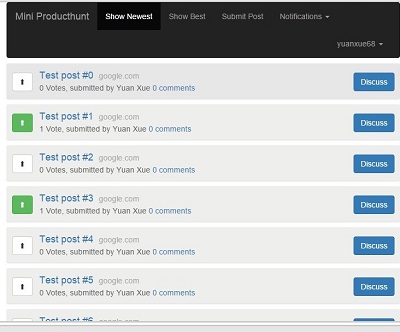 Mini Producthunt Show Newest Show Best Submit Post Notifications
yuanxue68
Test post #0 google.com
0 Votes, submitted by Yuan Xue 0 comments
Discuss
Test post #1 google.com
1 Vote, submitted by Yuan Xue 0 comments
Discuss
Test post #2 google.com
0 Votes, submitted by Yuan Xue 0 comments
Discuss
Test post #3 google.com
1 Vote, submitted by Yuan Xue 0 comments
Discuss
Test post #4 google.com
0 Votes, submitted by Yuan Xue 0 comments
Discuss
Test post #5 google.com
0 Votes, submitted by Yuan Xue 0 comments
Discuss
Test post #6 google.com